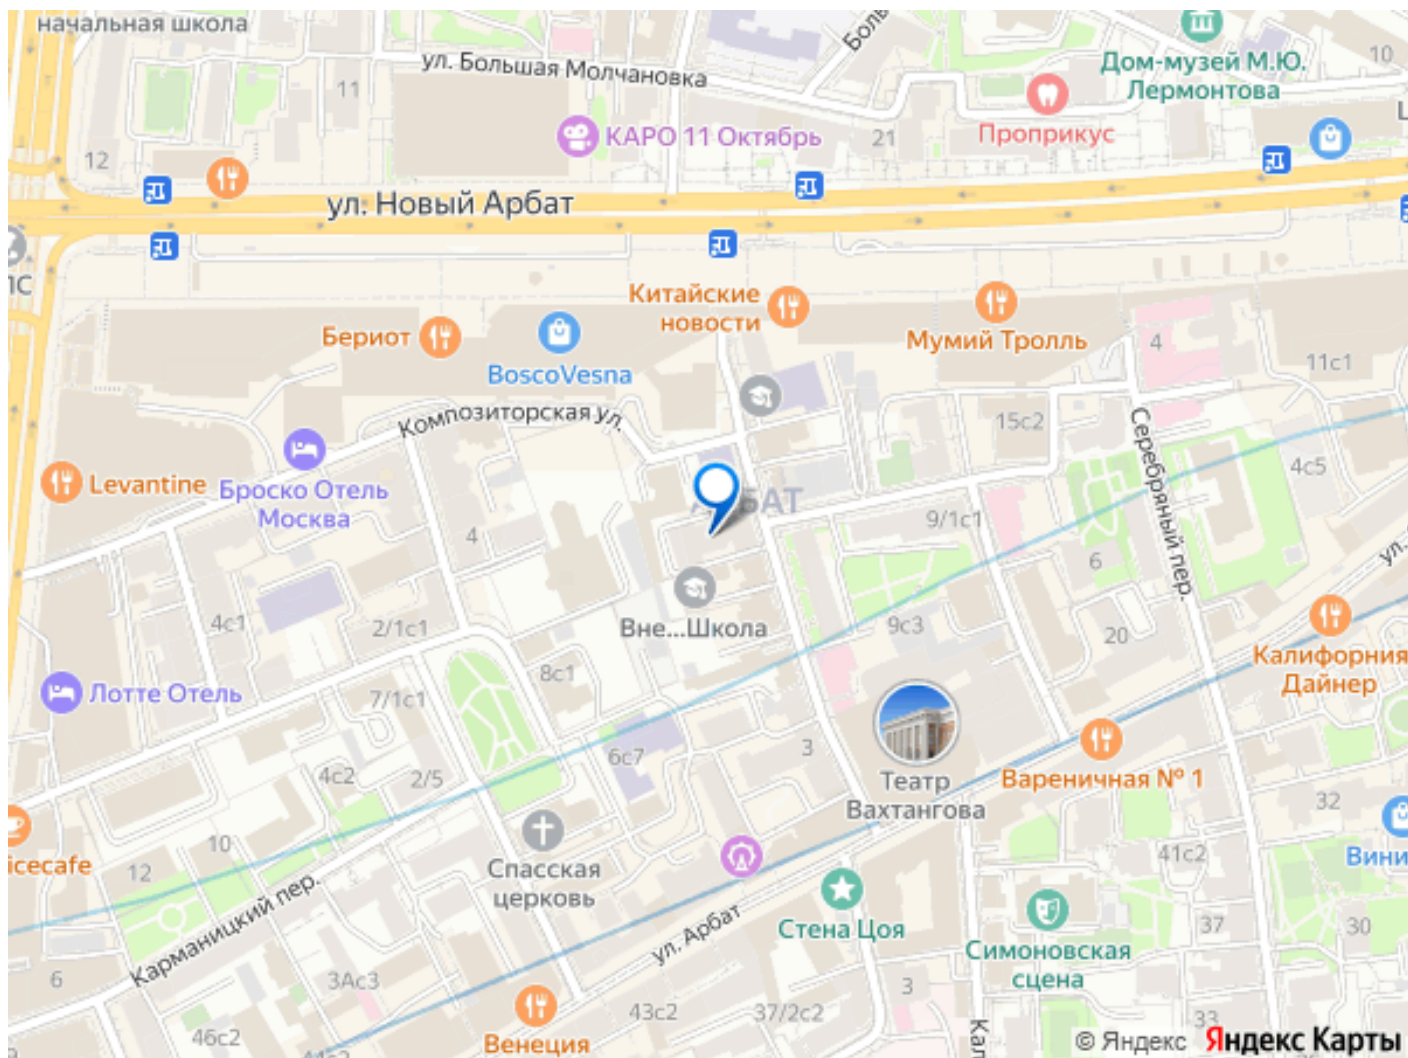 начальная школа
ул. Большая Молчановка
Дом-музей М.Ю.
Лермонтова
10
11
КАРО 11 Октябрь
21
Проприкус
12
ул. Новый Арбат
Китайские
новости
Бериот
BoscoVesna
Мумий Тролль
4
11с1
Композиторская ул.
15с2
Серебряный пер.
4с5
Levantine
Броско Отель
Москва
4
9/1с1
6
Вне...Школа
4с1
2/1с1
9с3
20
Калифорния
Дайнер
Лотте Отель
7/1с1
8с1
6с7
3
4с2
2/5
Театр
Вахтангова
Вареничная № 1
32
10
12
Спасская
церковь
41с2
Карманицкий пер.
ул. Арбат
Стена Цоя
Симоновская
сцена
37
30
6
3Ас3
3
46с2
43с2
37/2с2
33
Венеция
© Яндекс Яндекс Карты